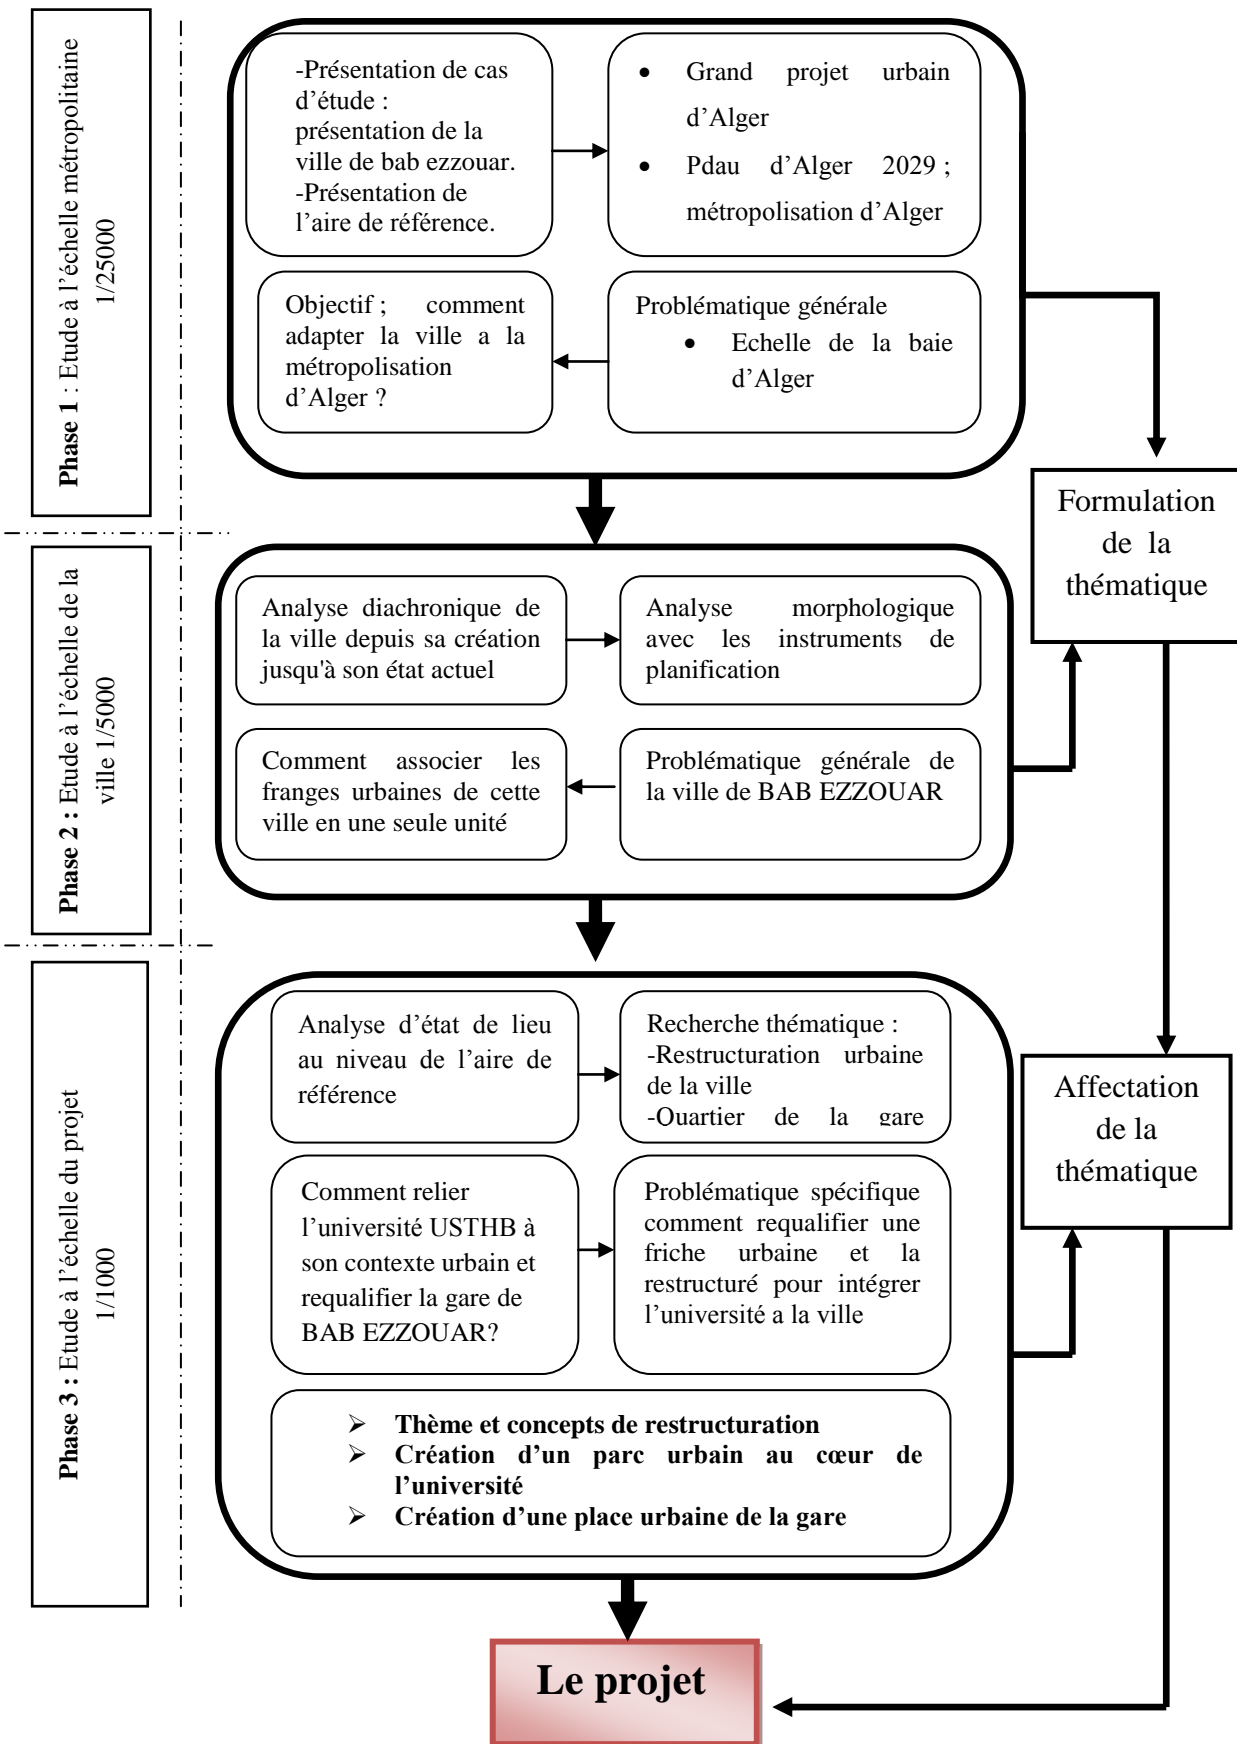 Phase 1 : Etude à l’échelle métropolitaine
1/25000
-Présentation de cas
d’étude :
présentation de la
ville de bab ezzouar.
-Présentation de
l’aire de référence.
• Grand projet urbain
d’Alger
• Pdau d’Alger 2029 ;
métropolisation d’Alger
Objectif ; comment
adapter la ville a la
métropolisation
d’Alger ?
Problématique générale
• Echelle de la baie
d’Alger
Formulation
de la
thématique
Phase 2 : Etude à l’échelle de la
ville 1/5000
Analyse diachronique de
la ville depuis sa création
jusqu'à son état actuel
Analyse morphologique
avec les instruments de
planification
Comment associer les
franges urbaines de cette
ville en une seule unité
Problématique générale de
la ville de BAB EZZOUAR
Phase 3 : Etude à l’échelle du projet
1/1000
Analyse d’état de lieu
au niveau de l’aire de
référence
Recherche thématique :
-Restructuration urbaine
de la ville
-Quartier de la gare
Affectation
de la
thématique
Comment relier
l’université USTHB à
son contexte urbain et
requalifier la gare de
BAB EZZOUAR?
Problématique spécifique
comment requalifier une
friche urbaine et la
restructuré pour intégrer
l’université a la ville
➢ Thème et concepts de restructuration
➢ Création d’un parc urbain au cœur de
l’université
➢ Création d’une place urbaine de la gare
Le projet